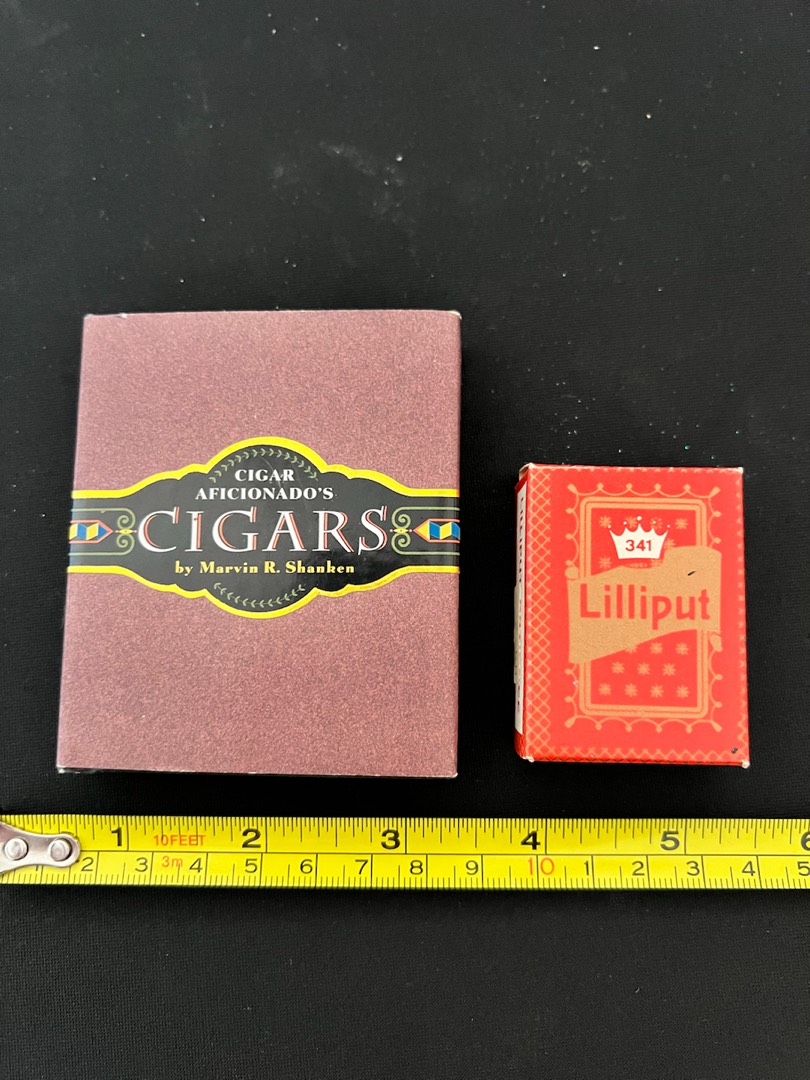 CIGAR
AFICIONADO'S
CIGARS
by Marvin R. Shanken
341
Lilliput
1 10FEET 2 3 4 5 6
2 3 3m 4 5 6 7 8 9 10 1 2 3 4 5